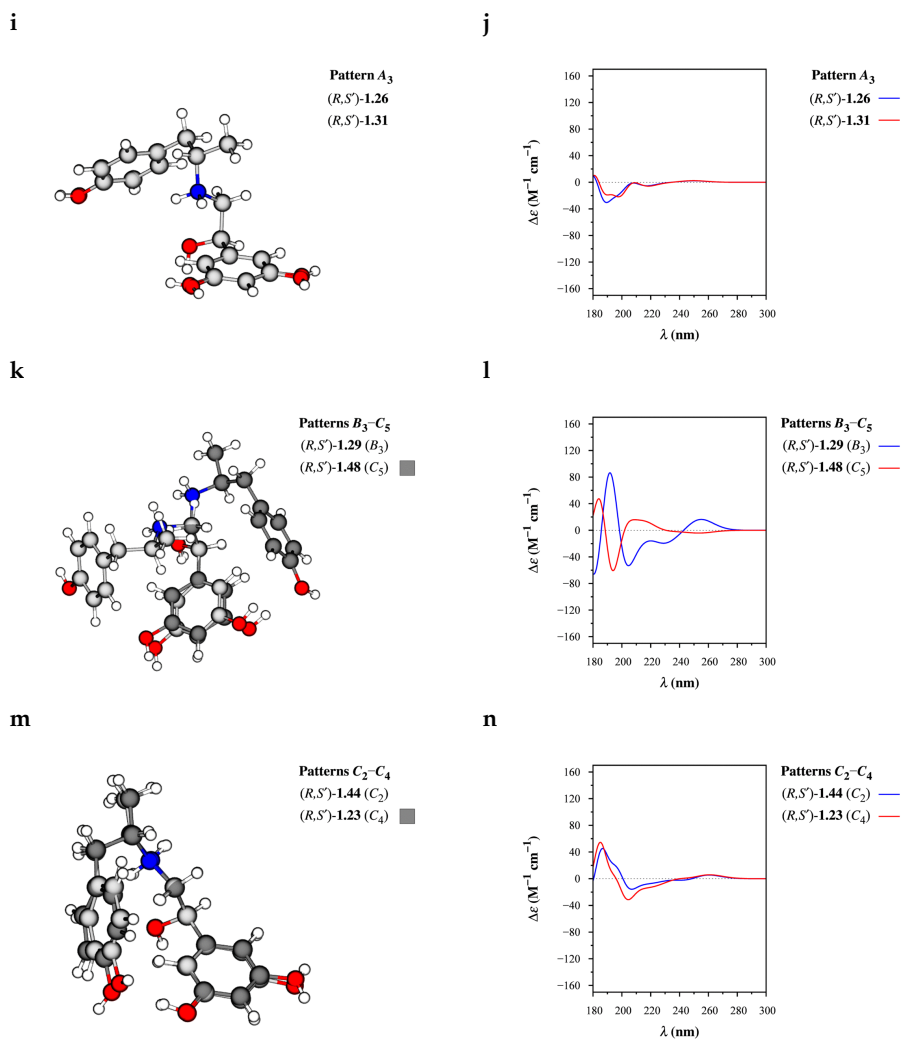 i
j
Pattern A₃
(R,S′)-1.26
(R,S′)-1.31
Pattern A₃
(R,S′)-1.26
(R,S′)-1.31
160
120
80
40
0
−40
−80
−120
−160
Δε (M⁻¹ cm⁻¹)
180 200 220 240 260 280 300
λ (nm)
k
l
Patterns B₃–C₅
(R,S′)-1.29 (B₃)
(R,S′)-1.48 (C₅)
Patterns B₃–C₅
(R,S′)-1.29 (B₃)
(R,S′)-1.48 (C₅)
160
120
80
40
0
−40
−80
−120
−160
Δε (M⁻¹ cm⁻¹)
180 200 220 240 260 280 300
λ (nm)
m
n
Patterns C₂–C₄
(R,S′)-1.44 (C₂)
(R,S′)-1.23 (C₄)
Patterns C₂–C₄
(R,S′)-1.44 (C₂)
(R,S′)-1.23 (C₄)
160
120
80
40
0
−40
−80
−120
−160
Δε (M⁻¹ cm⁻¹)
180 200 220 240 260 280 300
λ (nm)